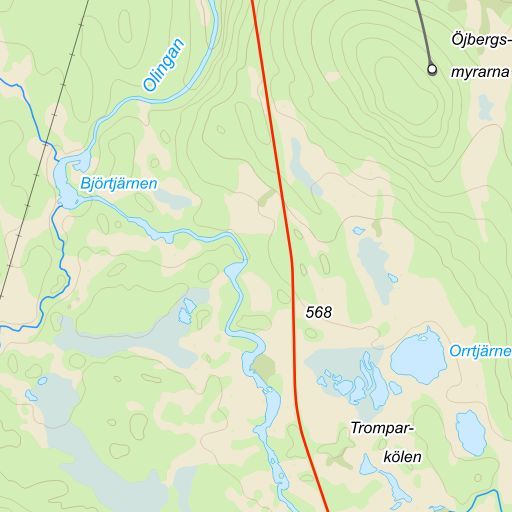 Öjbergs-
myrarna
Olingan
Björtjärnen
568
Orrtjärne
Trompar-
kölen